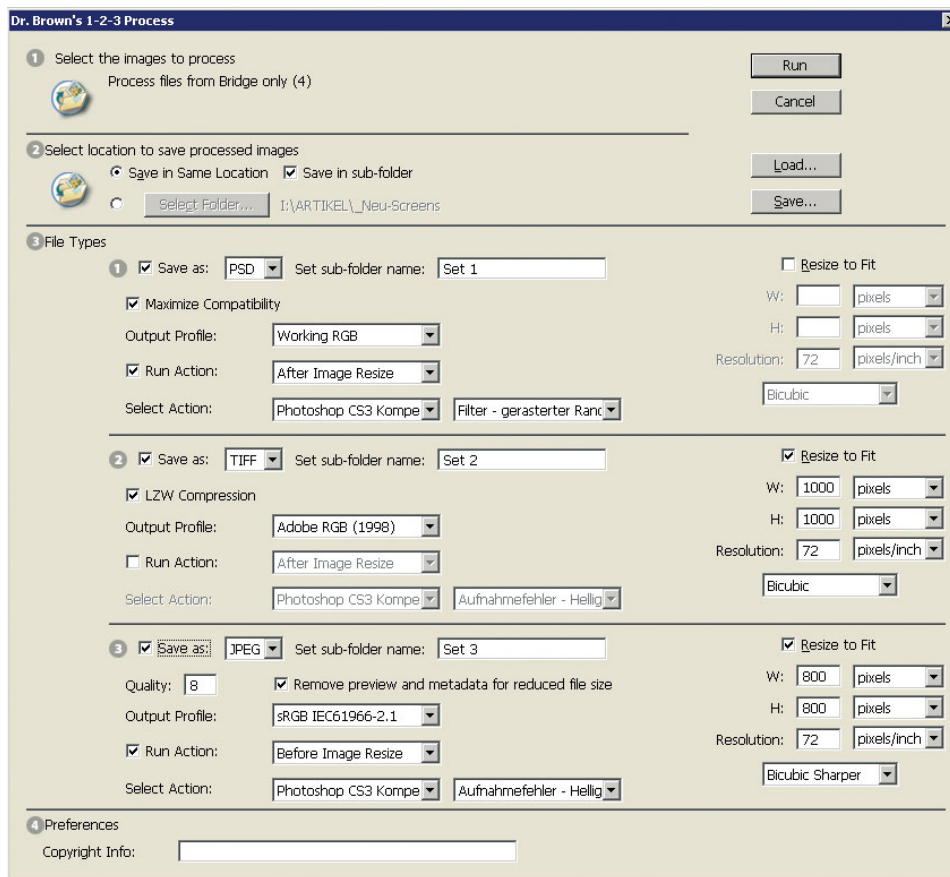 Dr. Brown's 1-2-3 Process
1 Select the images to process
Process files from Bridge only (4)
Run
Cancel
2 Select location to save processed images
Save in Same Location Save in sub-folder
Select Folder... I:\ARTIKEL\_Neu-Screens
Load...
Save...
3 File Types
1 Save as: PSD Set sub-folder name: Set 1
Maximize Compatibility
Output Profile: Working RGB
Run Action: After Image Resize
Select Action: Photoshop CS3 Kompe Filter - gerasterter Rand
Resize to Fit
W: pixels
H: pixels
Resolution: 72 pixels/inch
Bicubic
2 Save as: TIFF Set sub-folder name: Set 2
LZW Compression
Output Profile: Adobe RGB (1998)
Run Action: After Image Resize
Select Action: Photoshop CS3 Kompe Aufnahmefehler - Hellig
Resize to Fit
W: 1000 pixels
H: 1000 pixels
Resolution: 72 pixels/inch
Bicubic
3 Save as: JPEG Set sub-folder name: Set 3
Quality: 8 Remove preview and metadata for reduced file size
Output Profile: sRGB IEC61966-2.1
Run Action: Before Image Resize
Select Action: Photoshop CS3 Kompe Aufnahmefehler - Hellig
Resize to Fit
W: 800 pixels
H: 800 pixels
Resolution: 72 pixels/inch
Bicubic Sharper
4 Preferences
Copyright Info: